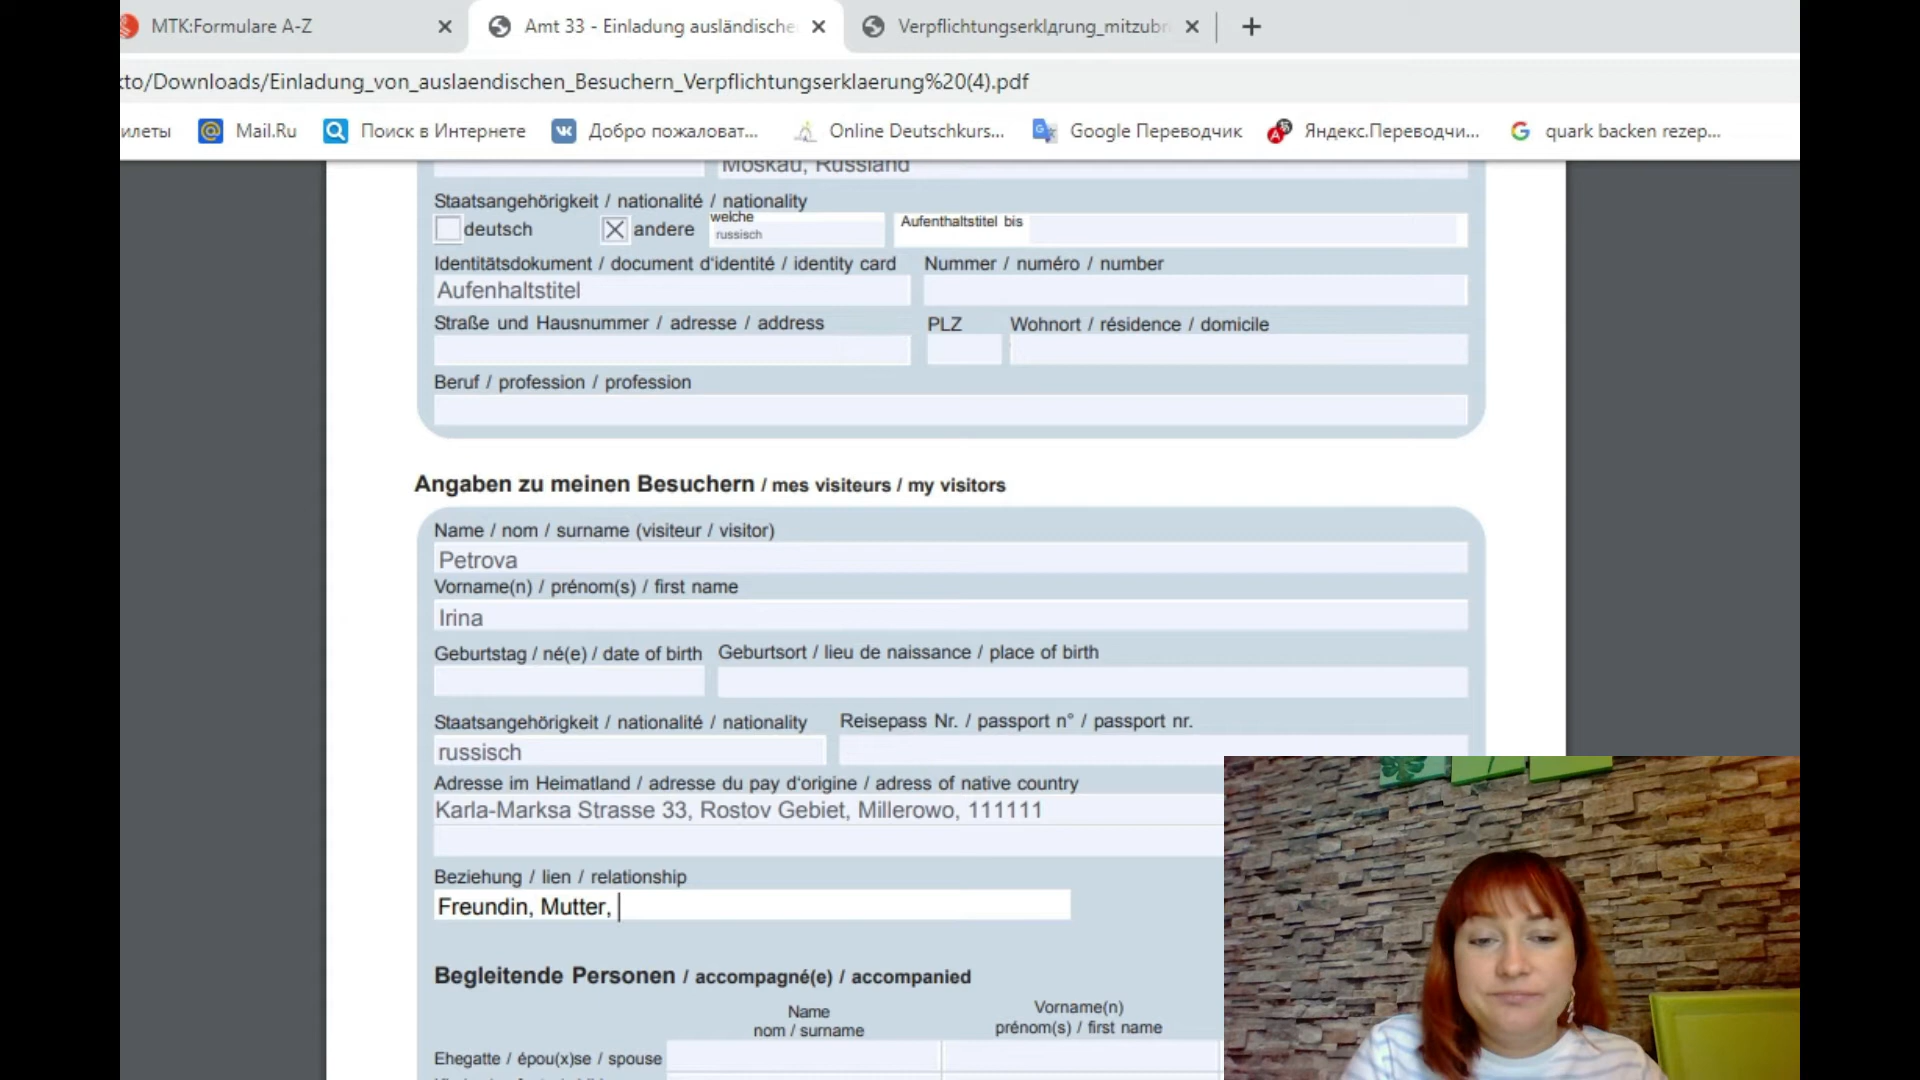 MTK:Formulare A-Z
Amt 33 - Einladung ausländische
Verpflichtungserklдrung_mitzubr
kto/Downloads/Einladung_von_auslaendischen_Besuchern_Verpflichtungserklaerung%20(4).pdf
илеты
Mail.Ru
Поиск в Интернете
Добро пожаловат...
Online Deutschkurs...
Google Переводчик
Яндекс.Переводчи...
quark backen rezep...
Moskau, Russland
Staatsangehörigkeit / nationalité / nationality
deutsch
andere
welche
russisch
Aufenthaltstitel bis
Identitätsdokument / document d'identité / identity card
Nummer / numéro / number
Aufenhaltstitel
Straße und Hausnummer / adresse / address
PLZ
Wohnort / résidence / domicile
Beruf / profession / profession
Angaben zu meinen Besuchern / mes visiteurs / my visitors
Name / nom / surname (visiteur / visitor)
Petrova
Vorname(n) / prénom(s) / first name
Irina
Geburtstag / né(e) / date of birth
Geburtsort / lieu de naissance / place of birth
Staatsangehörigkeit / nationalité / nationality
Reisepass Nr. / passport n° / passport nr.
russisch
Adresse im Heimatland / adresse du pay d'origine / adress of native country
Karla-Marksa Strasse 33, Rostov Gebiet, Millerowo, 111111
Beziehung / lien / relationship
Freundin, Mutter,
Begleitende Personen / accompagné(e) / accompanied
Name
nom / surname
Vorname(n)
prénom(s) / first name
Ehegatte / épou(x)se / spouse